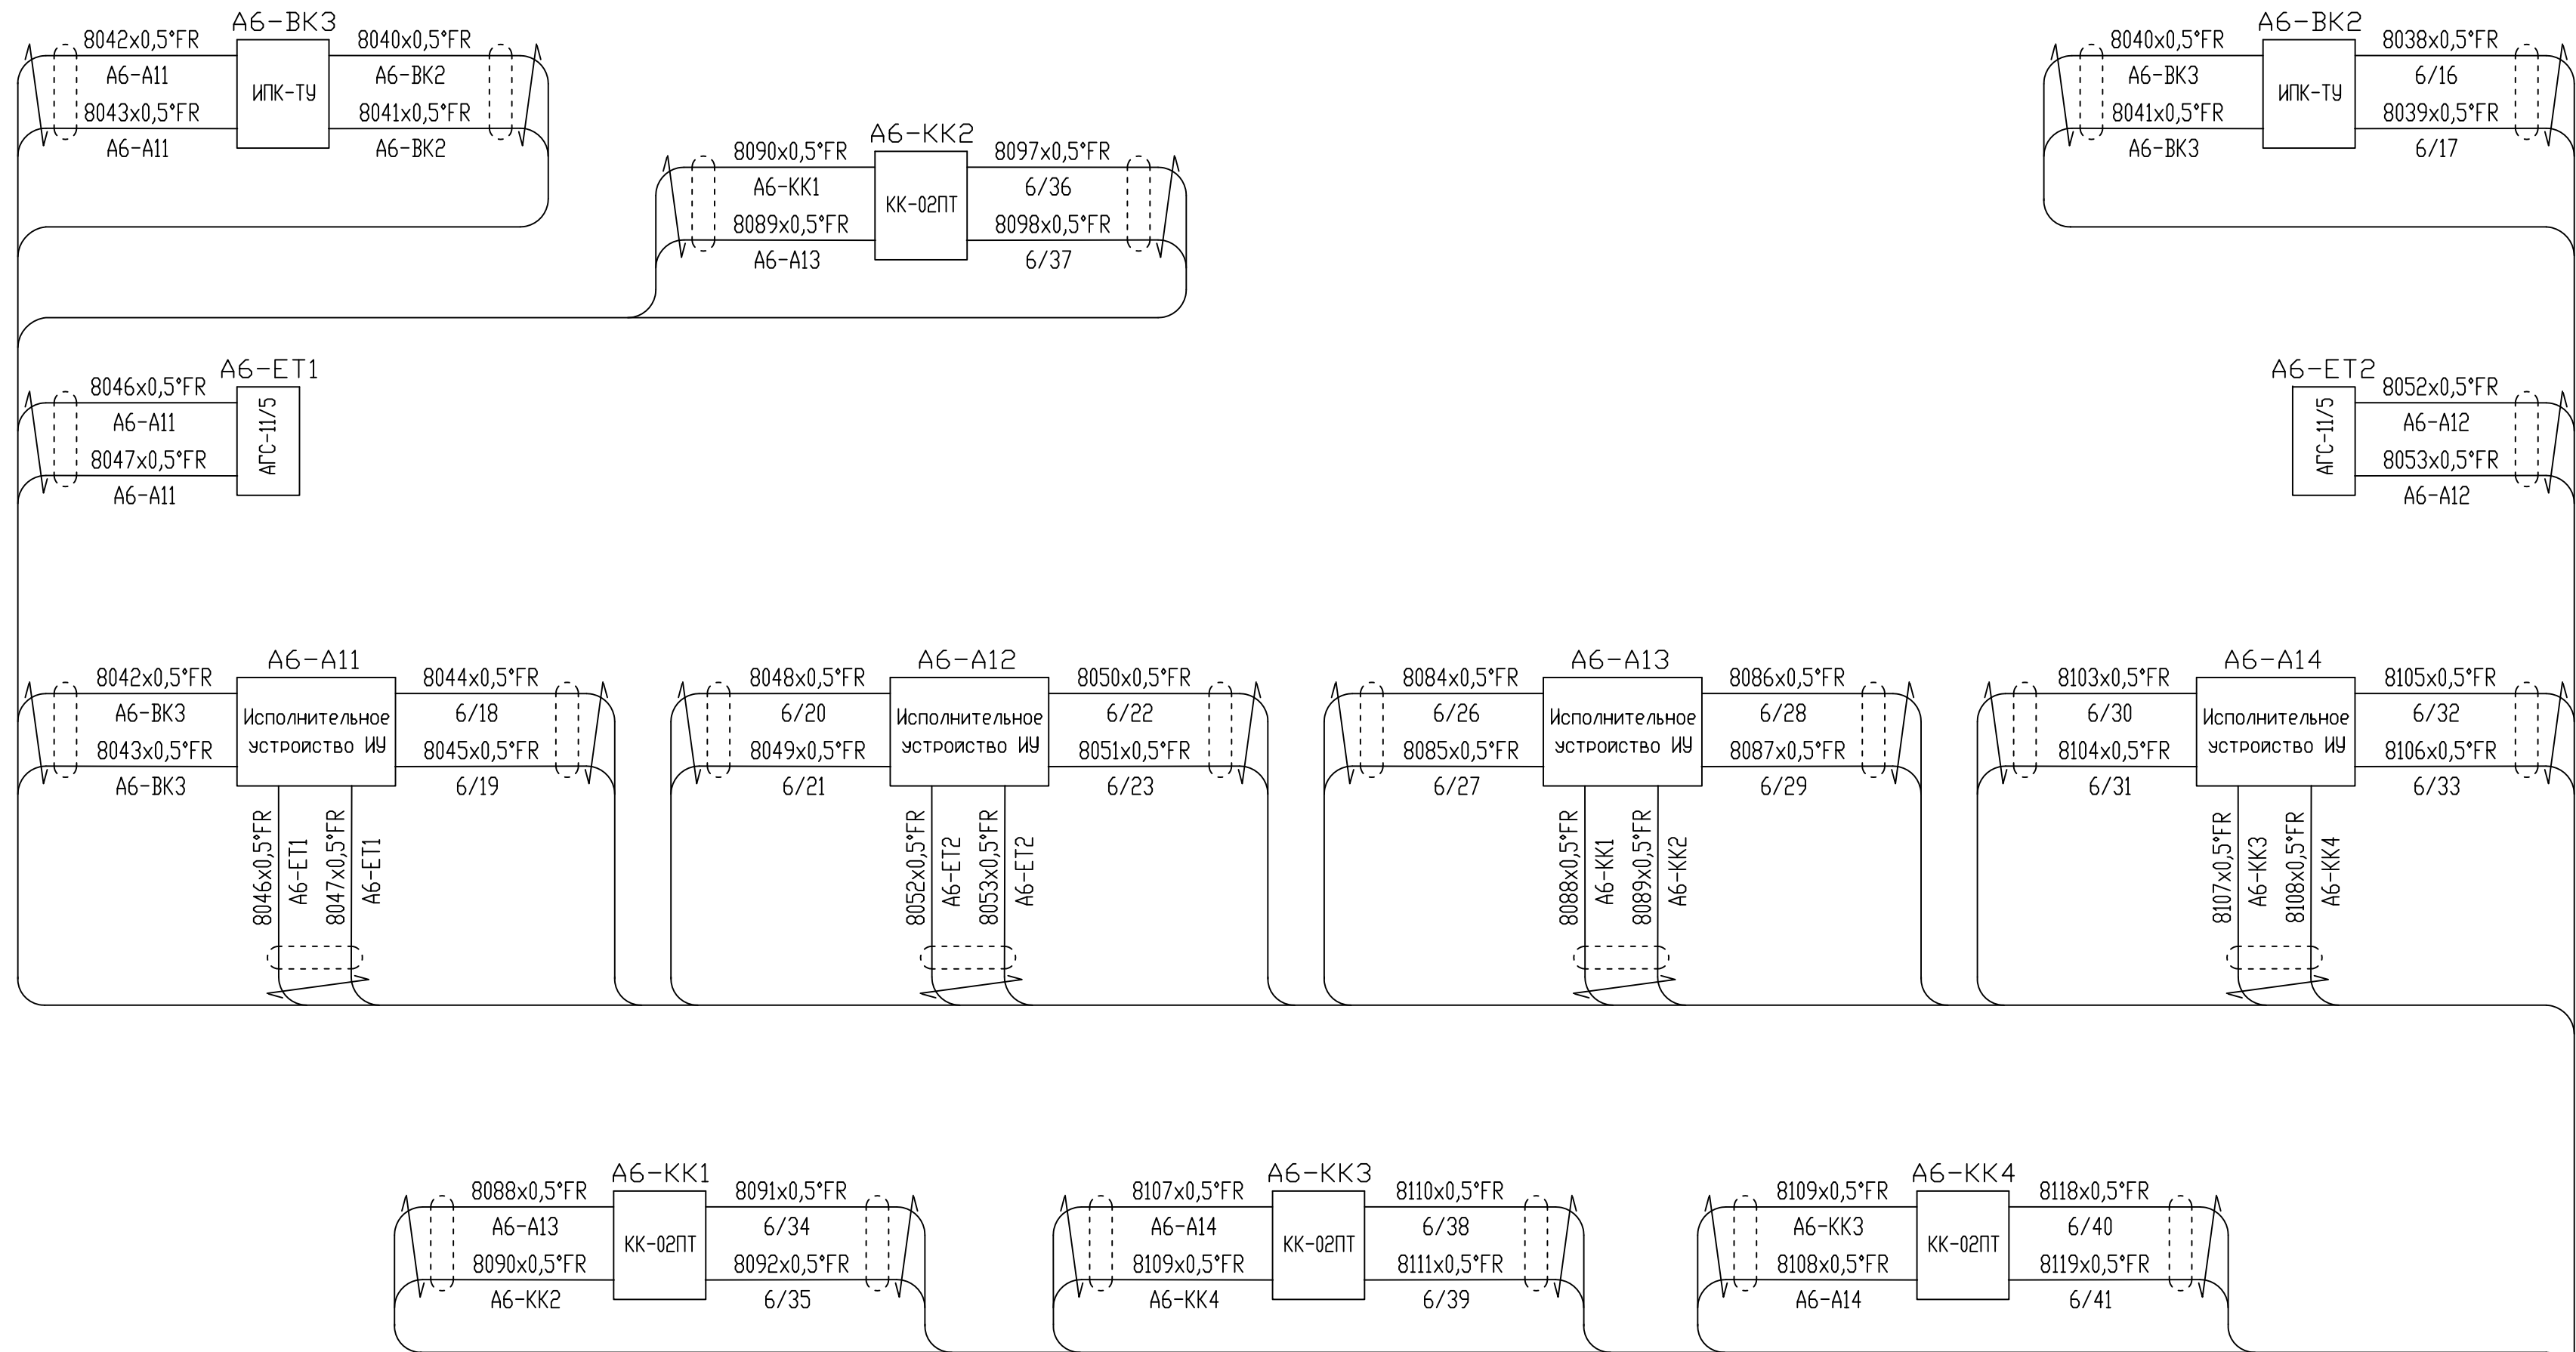 А6-ВК3
8042x0,5°FR
А6-А11
8043x0,5°FR
А6-А11
ИПК-ТУ
8040x0,5°FR
А6-ВК2
8041x0,5°FR
А6-ВК2
А6-КК2
8090x0,5°FR
А6-КК1
8089x0,5°FR
А6-А13
КК-02ПТ
8097x0,5°FR
6/36
8098x0,5°FR
6/37
А6-ВК2
8040x0,5°FR
А6-ВК3
8041x0,5°FR
А6-ВК3
ИПК-ТУ
8038x0,5°FR
6/16
8039x0,5°FR
6/17
А6-ЕТ1
8046x0,5°FR
А6-А11
8047x0,5°FR
А6-А11
АГС-11/5
А6-ЕТ2
АГС-11/5
8052x0,5°FR
А6-А12
8053x0,5°FR
А6-А12
А6-А11
8042x0,5°FR
А6-ВК3
8043x0,5°FR
А6-ВК3
Исполнительное
устройство ИУ
8044x0,5°FR
6/18
8045x0,5°FR
6/19
8046x0,5°FR
А6-ЕТ1
8047x0,5°FR
А6-ЕТ1
А6-А12
8048x0,5°FR
6/20
8049x0,5°FR
6/21
Исполнительное
устройство ИУ
8050x0,5°FR
6/22
8051x0,5°FR
6/23
8052x0,5°FR
А6-ЕТ2
8053x0,5°FR
А6-ЕТ2
А6-А13
8084x0,5°FR
6/26
8085x0,5°FR
6/27
Исполнительное
устройство ИУ
8086x0,5°FR
6/28
8087x0,5°FR
6/29
8088x0,5°FR
А6-КК1
8089x0,5°FR
А6-КК2
А6-А14
8103x0,5°FR
6/30
8104x0,5°FR
6/31
Исполнительное
устройство ИУ
8105x0,5°FR
6/32
8106x0,5°FR
6/33
8107x0,5°FR
А6-КК3
8108x0,5°FR
А6-КК4
А6-КК1
8088x0,5°FR
А6-А13
8090x0,5°FR
А6-КК2
КК-02ПТ
8091x0,5°FR
6/34
8092x0,5°FR
6/35
А6-КК3
8107x0,5°FR
А6-А14
8109x0,5°FR
А6-КК4
КК-02ПТ
8110x0,5°FR
6/38
8111x0,5°FR
6/39
А6-КК4
8109x0,5°FR
А6-КК3
8108x0,5°FR
А6-А14
КК-02ПТ
8118x0,5°FR
6/40
8119x0,5°FR
6/41